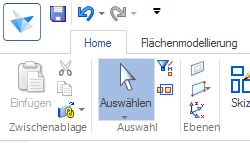 Home Flächenmodellierung
Einfügen Auswählen Skiz
Zwischenablage Auswahl Ebenen